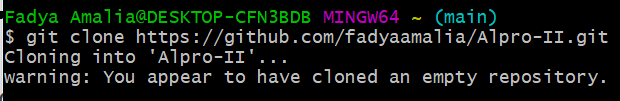 Fadya Amalia@DESKTOP-CFN3BDB MINGW64 ~ (main)
$ git clone https://github.com/fadyaamalia/Alpro-II.git
Cloning into 'Alpro-II'...
warning: You appear to have cloned an empty repository.